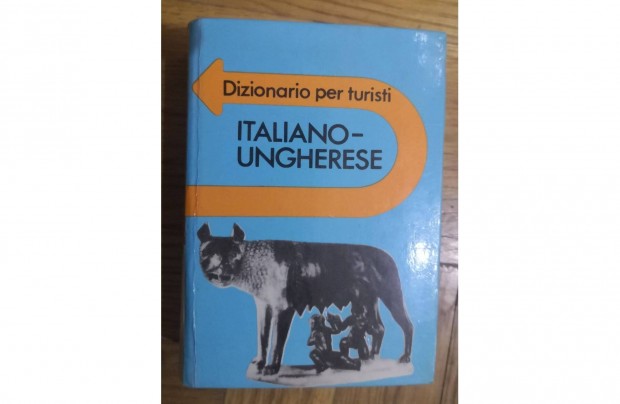 Dizionario per turisti
ITALIANO-
UNGHERESE